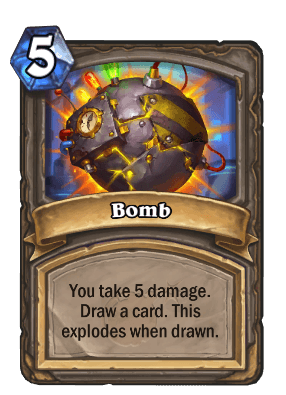 5
Bomb
You take 5 damage.
Draw a card. This
explodes when drawn.